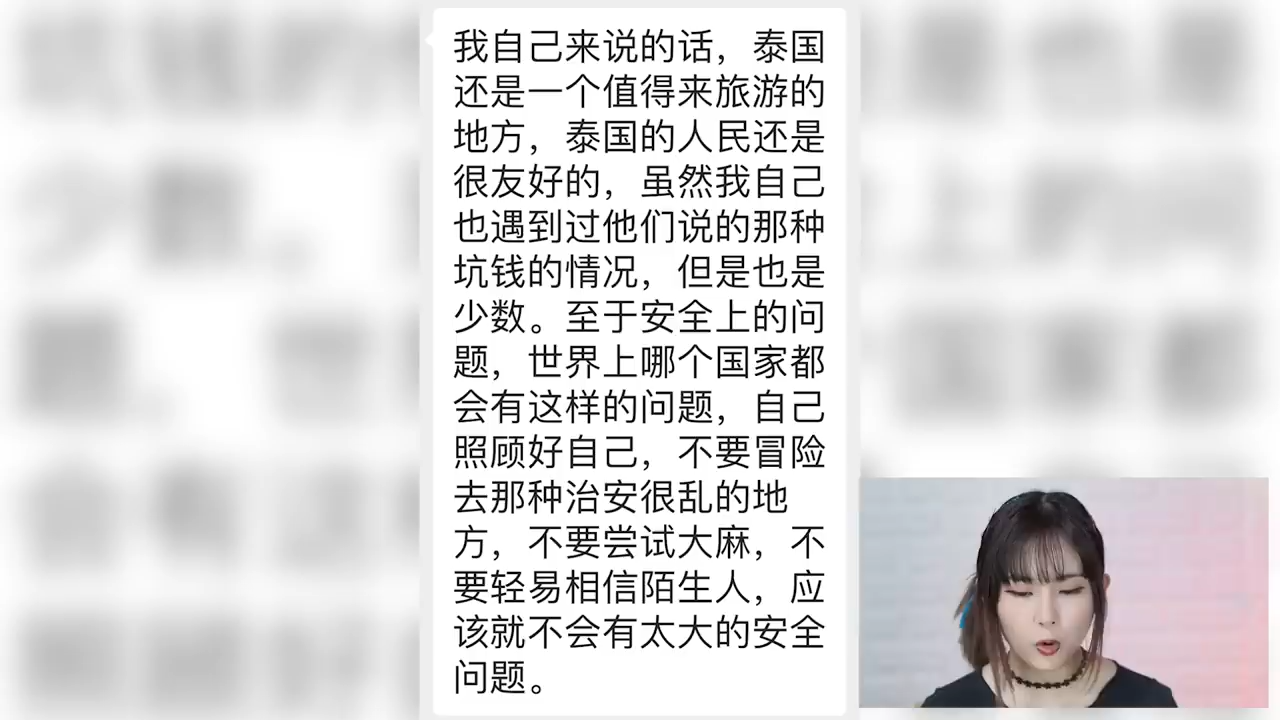 我自己来说的话，泰国
还是一个值得来旅游的
地方，泰国的人民还是
很友好的，虽然我自己
也遇到过他们说的那种
坑钱的情况，但是也是
少数。至于安全上的问
题，世界上哪个国家都
会有这样的问题，自己
照顾好自己，不要冒险
去那种治安很乱的地
方，不要尝试大麻，不
要轻易相信陌生人，应
该就不会有太大的安全
问题。